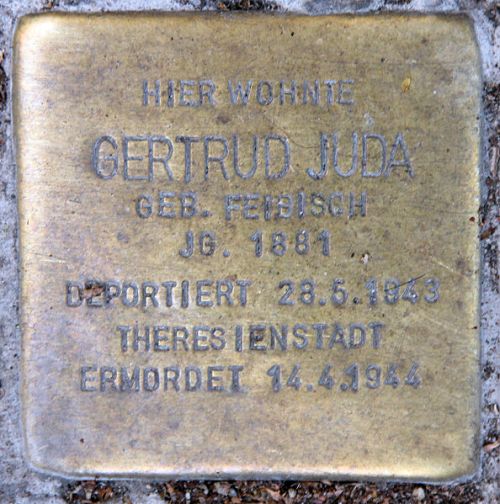 HIER WOHNTE
GERTRUD JUDA
GEB. FEIBISCH
JG. 1881
DEPORTIERT 28.5.1943
THERESIENSTADT
ERMORDET 14.4.1944